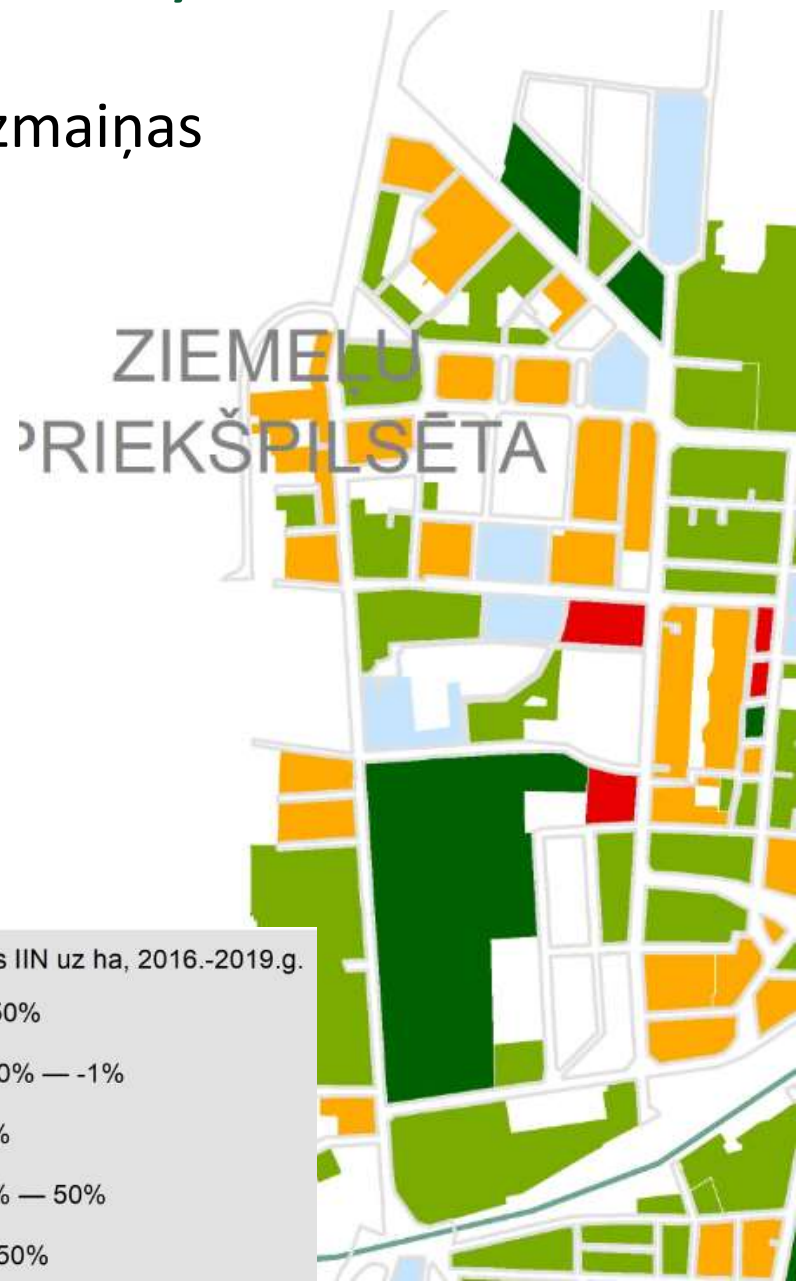 zmaiņas
ZIEMEĻU
PRIEKŠPILSĒTA
s IIN uz ha, 2016.-2019.g.
50%
0% — -1%
%
% — 50%
50%